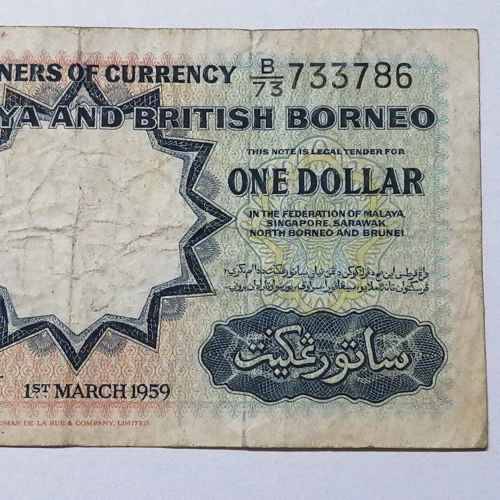 NERS OF CURRENCY B/73 733786
YA AND BRITISH BORNEO
THIS NOTE IS LEGAL TENDER FOR
ONE DOLLAR
IN THE FEDERATION OF MALAYA,
SINGAPORE, SARAWAK,
NORTH BORNEO AND BRUNEI.
ساتو رڠݢيت
1ST MARCH 1959
DE LA RUE & COMPANY, LIMITED.